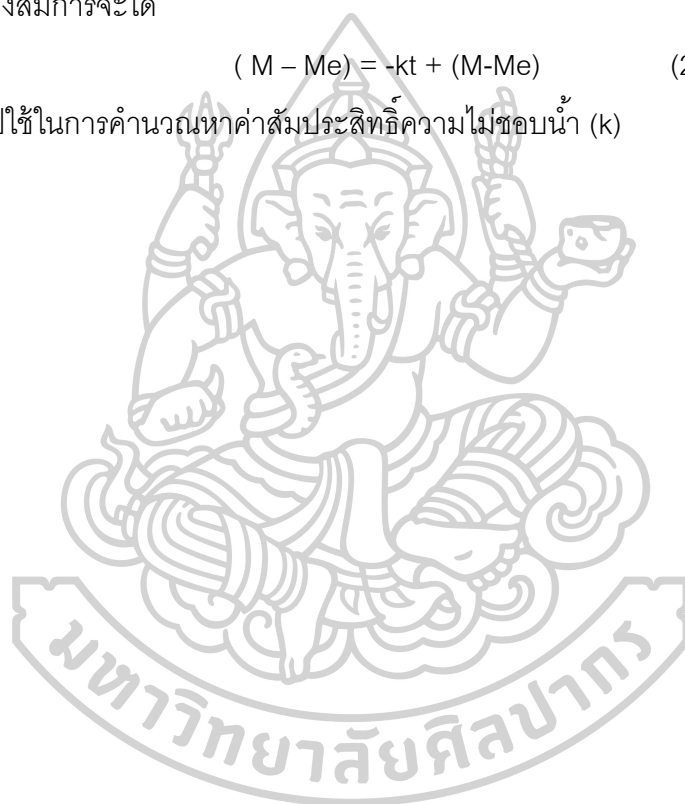 งสมการจะได้
( M – Me) = -kt + (M-Me) (2
ปใช้ในการคำนวณหาค่าสัมประสิทธิ์ความไม่ชอบน้ำ (k)
มหาวิทยาลัยศิลปากร